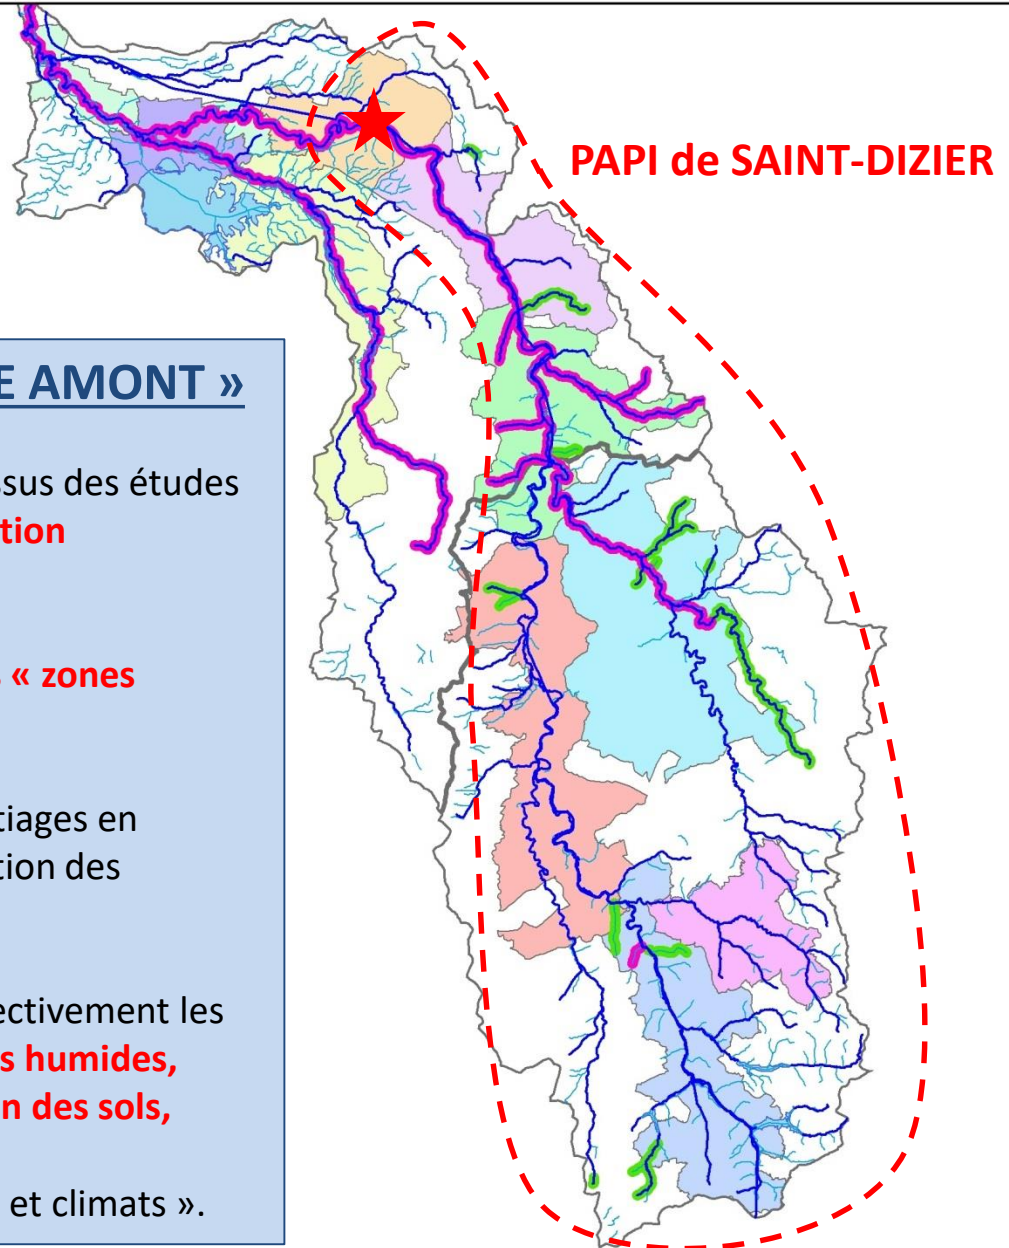 PAPI de SAINT-DIZIER
E AMONT »
ssus des études
tion
« zones
tiages en
tion des
ectivement les
s humides,
n des sols,
et climats ».